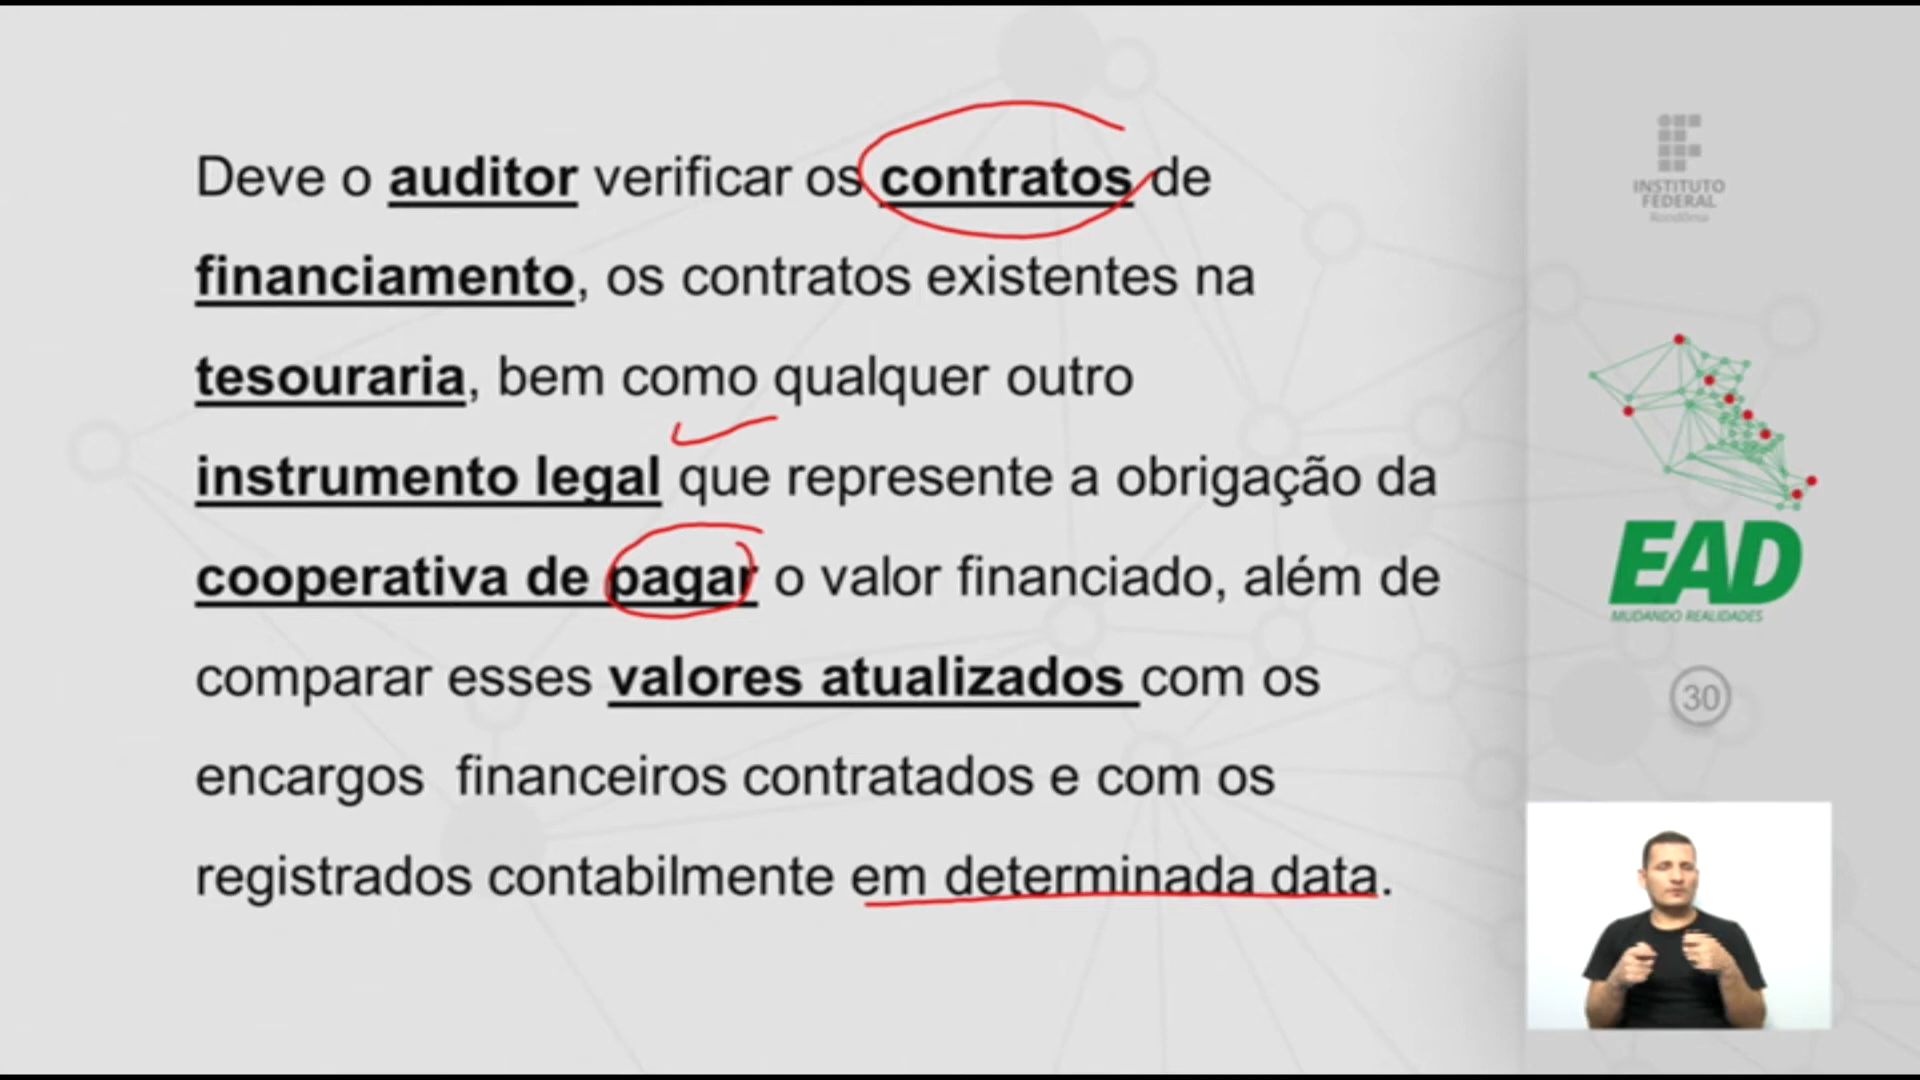 Deve o auditor verificar os contratos de
financiamento, os contratos existentes na
tesouraria, bem como qualquer outro
instrumento legal que represente a obrigação da
cooperativa de pagar o valor financiado, além de
comparar esses valores atualizados com os
encargos financeiros contratados e com os
registrados contabilmente em determinada data.
INSTITUTO
FEDERAL
Rondônia
EAD
MUDANDO REALIDADES
30